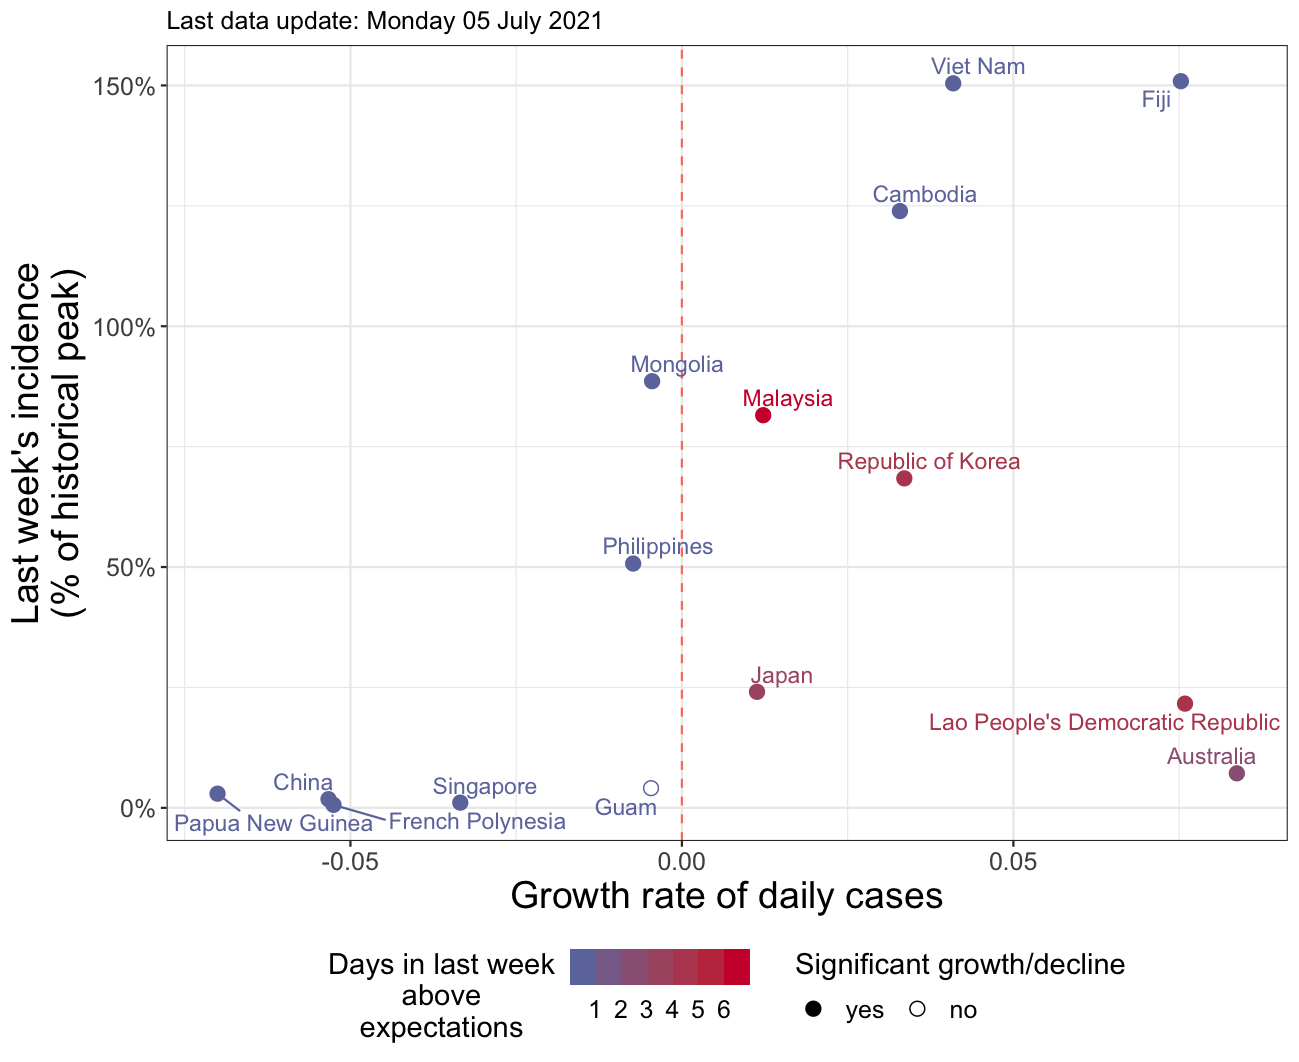 Last data update: Monday 05 July 2021
Viet Nam
150%
Fiji
Cambodia
100%
Mongolia
Malaysia
Republic of Korea
Last week's incidence
(% of historical peak)
Philippines
50%
Japan
Lao People's Democratic Republic
Australia
China
Singapore
0%
Guam
Papua New Guinea
French Polynesia
-0.05 0.00 0.05
Growth rate of daily cases
Days in last week
above
expectations
1 2 3 4 5 6
Significant growth/decline
yes no